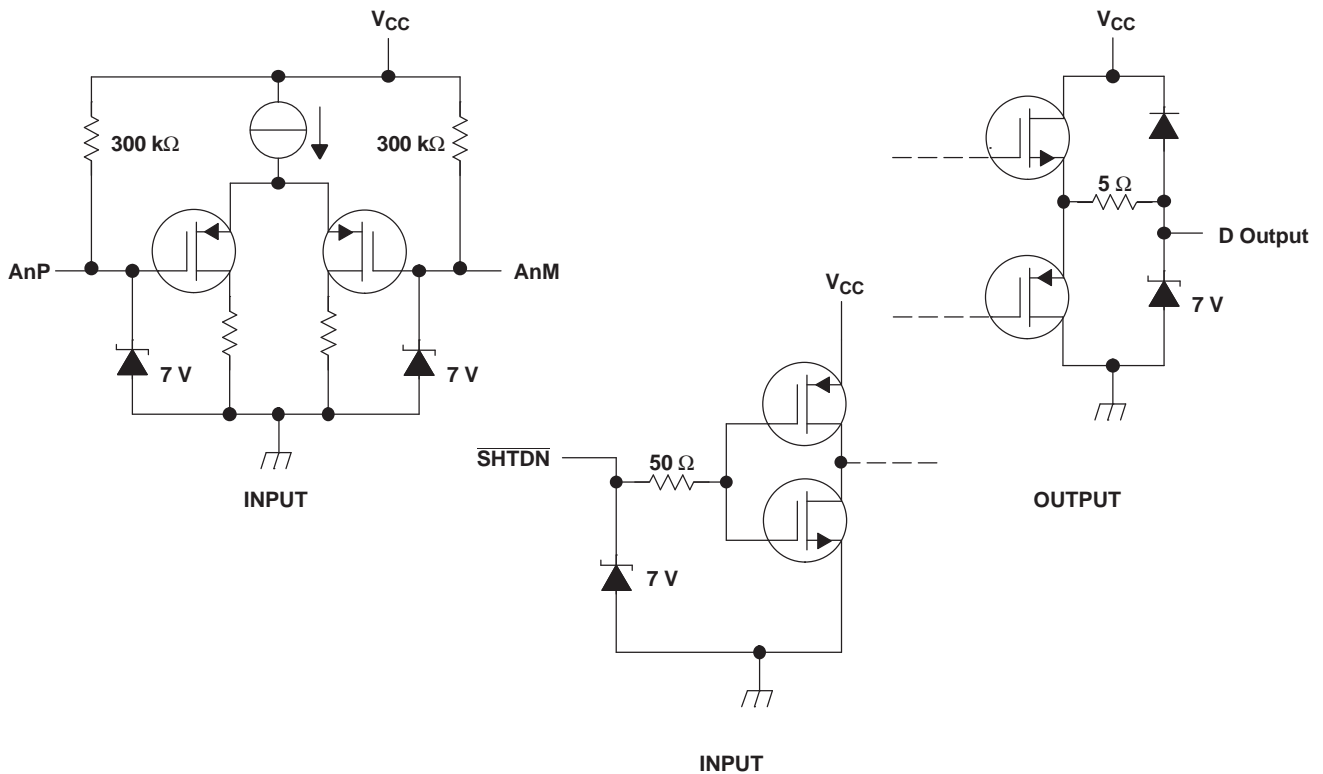 VCC
300 kΩ
300 kΩ
AnP
AnM
7 V
7 V
INPUT
VCC
SHTDN
50 Ω
7 V
INPUT
VCC
5 Ω
D Output
7 V
OUTPUT